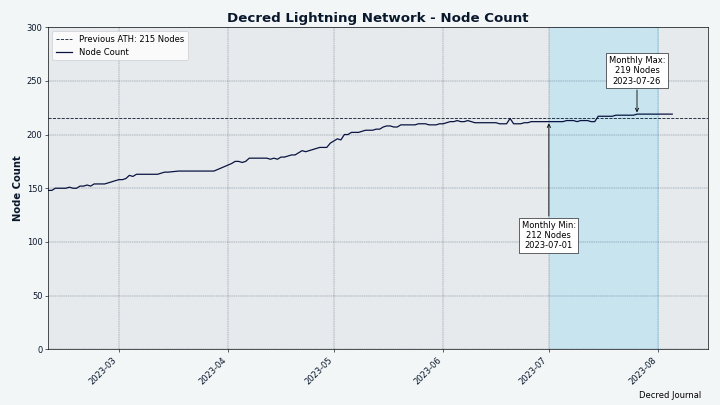 Decred Lightning Network - Node Count
Previous ATH: 215 Nodes
Node Count
Monthly Max:
219 Nodes
2023-07-26
Monthly Min:
212 Nodes
2023-07-01
Node Count
300
250
200
150
100
50
0
2023-03
2023-04
2023-05
2023-06
2023-07
2023-08
Decred Journal